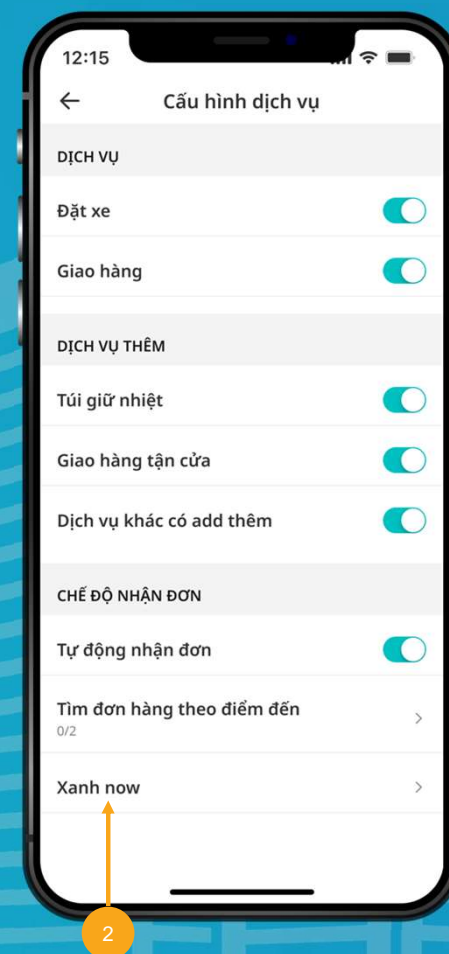 12:15
Cấu hình dịch vụ
DỊCH VỤ
Đặt xe
Giao hàng
DỊCH VỤ THÊM
Túi giữ nhiệt
Giao hàng tận cửa
Dịch vụ khác có add thêm
CHẾ ĐỘ NHẬN ĐƠN
Tự động nhận đơn
Tìm đơn hàng theo điểm đến
0/2
Xanh now
2